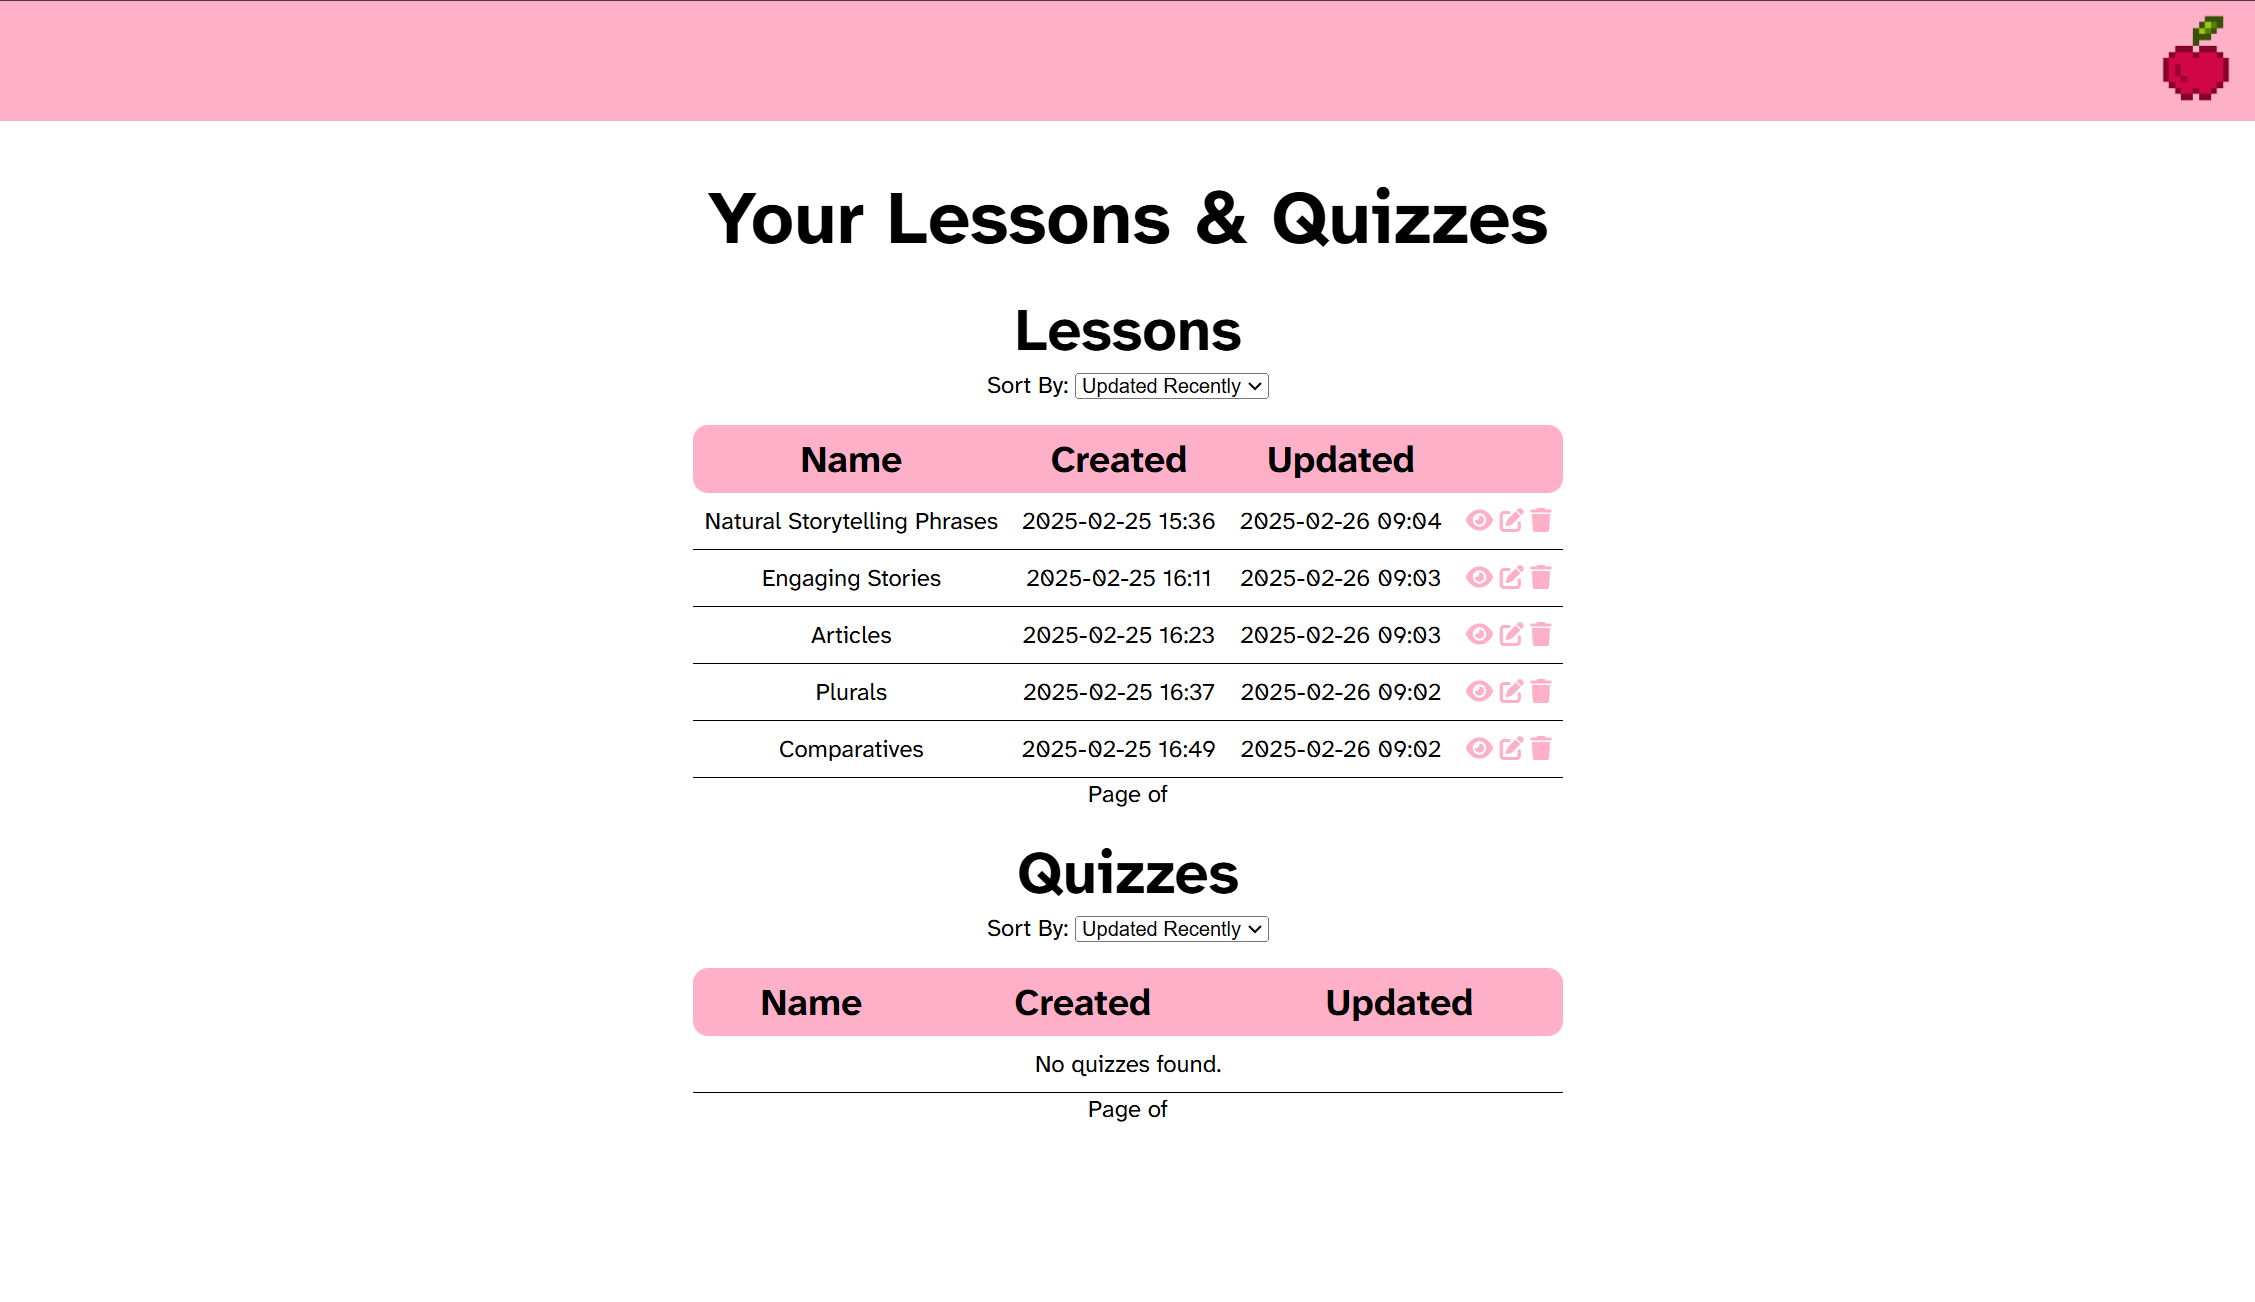 Your Lessons & Quizzes
Lessons
Sort By: Updated Recently
Name Created Updated
Natural Storytelling Phrases 2025-02-25 15:36 2025-02-26 09:04
Engaging Stories 2025-02-25 16:11 2025-02-26 09:03
Articles 2025-02-25 16:23 2025-02-26 09:03
Plurals 2025-02-25 16:37 2025-02-26 09:02
Comparatives 2025-02-25 16:49 2025-02-26 09:02
Page of
Quizzes
Sort By: Updated Recently
Name Created Updated
No quizzes found.
Page of